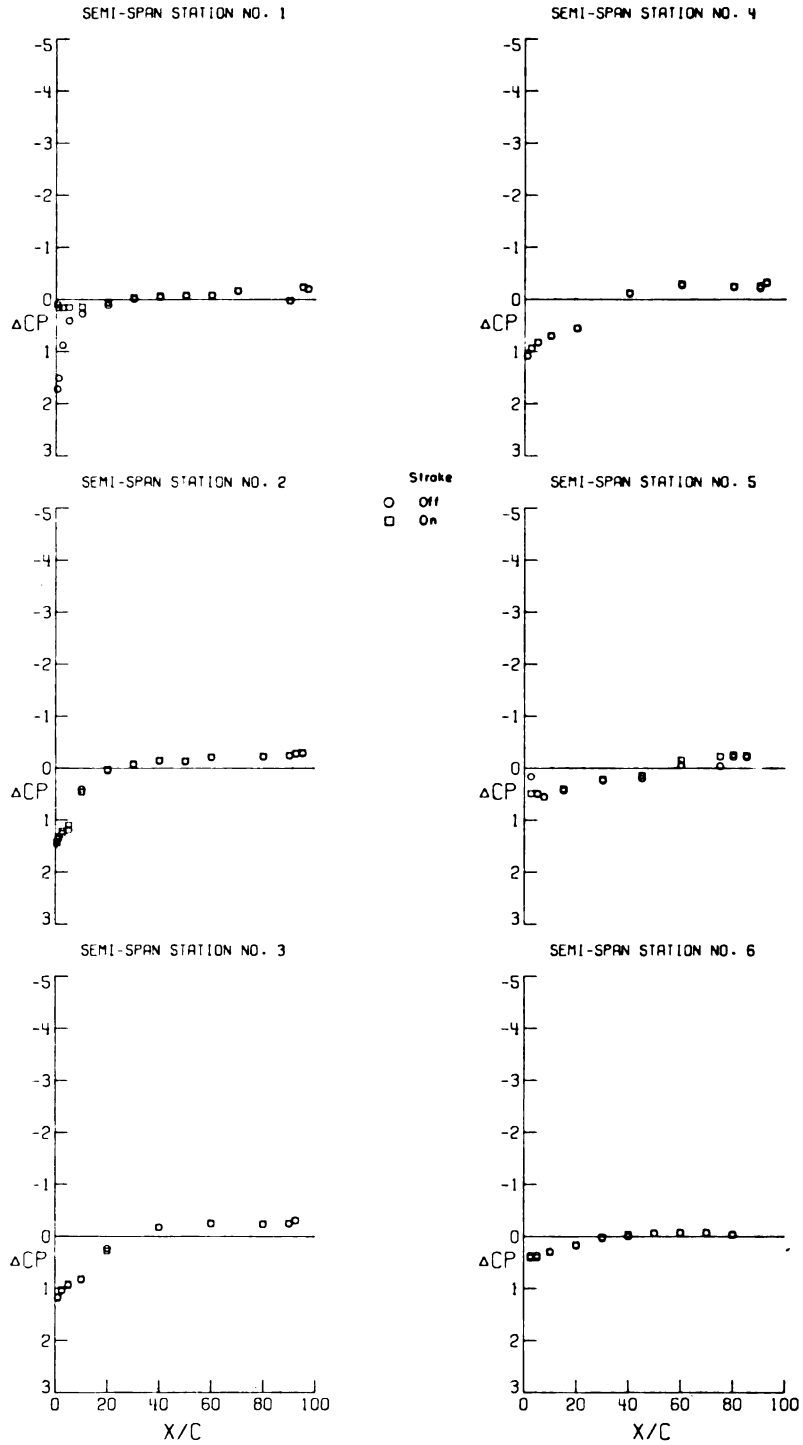 SEMI-SPAN STATION NO. 1
-5
-4
-3
-2
-1
0
ΔCP
1
2
3
SEMI-SPAN STATION NO. 4
-5
-4
-3
-2
-1
0
ΔCP
1
2
3
SEMI-SPAN STATION NO. 2
-5
-4
-3
-2
-1
0
ΔCP
1
2
3
Strake
Off
On
SEMI-SPAN STATION NO. 5
-5
-4
-3
-2
-1
0
ΔCP
1
2
3
SEMI-SPAN STATION NO. 3
-5
-4
-3
-2
-1
0
ΔCP
1
2
3
0 20 40 60 80 100
X/C
SEMI-SPAN STATION NO. 6
-5
-4
-3
-2
-1
0
ΔCP
1
2
3
0 20 40 60 80 100
X/C